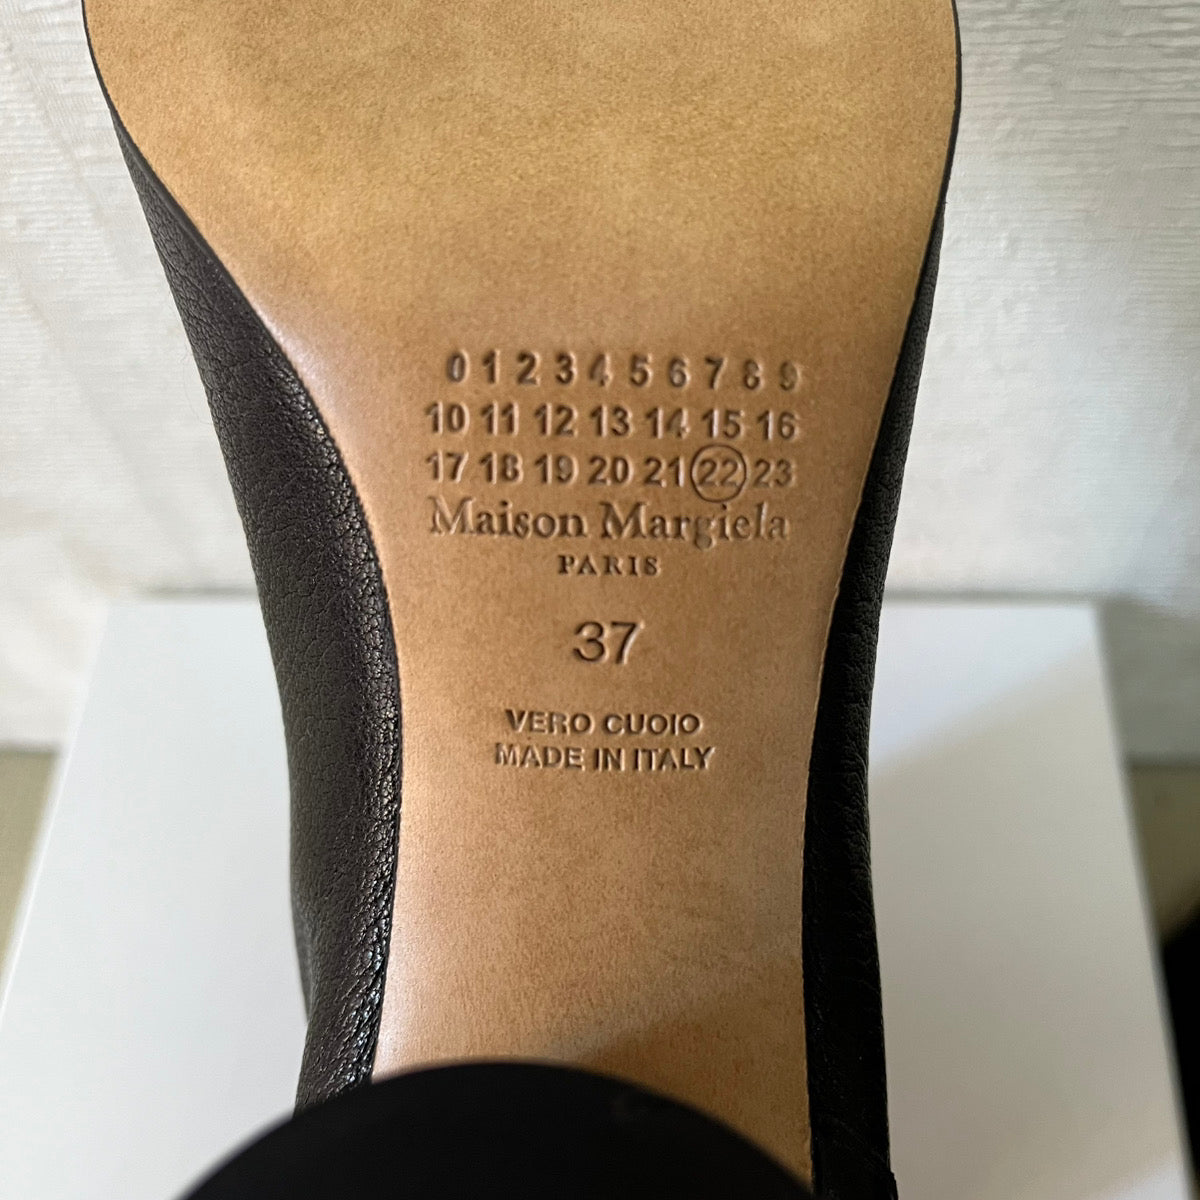 0 1 2 3 4 5 6 7 8 9
10 11 12 13 14 15 16
17 18 19 20 21 22 23
Maison Margiela
PARIS
37
VERO CUOIO
MADE IN ITALY